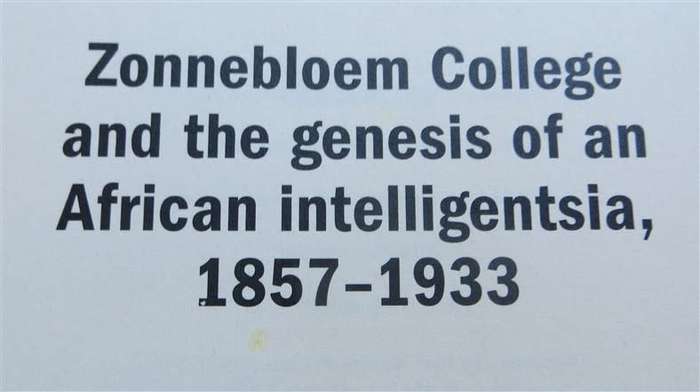 Zonnebloem College
and the genesis of an
African intelligentsia,
1857–1933